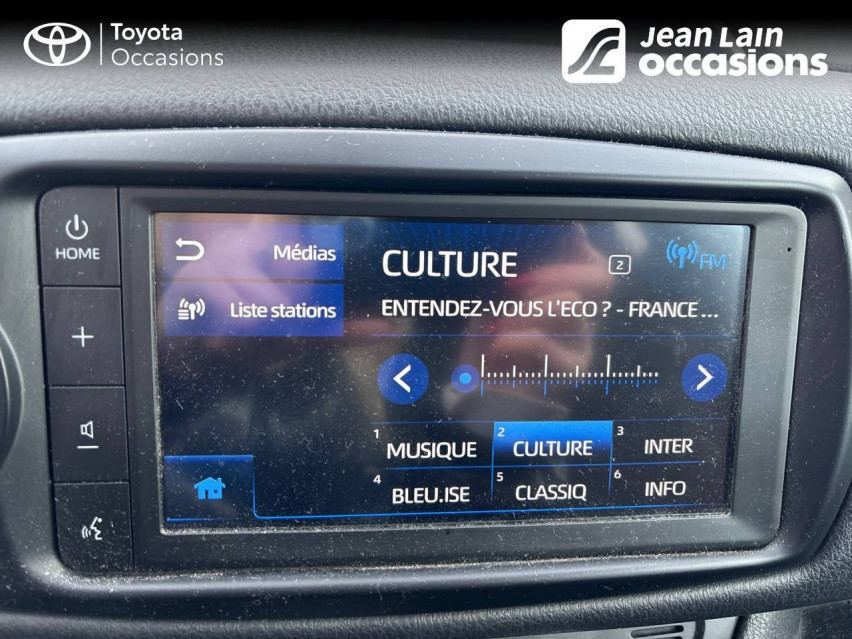 Toyota
Occasions
Jean Lain
occasions
HOME
Médias
CULTURE
2
FM
Liste stations
ENTENDEZ-VOUS L'ECO ? - FRANCE ...
1 MUSIQUE
2 CULTURE
3 INTER
4 BLEU.ISE
5 CLASSIQ
6 INFO